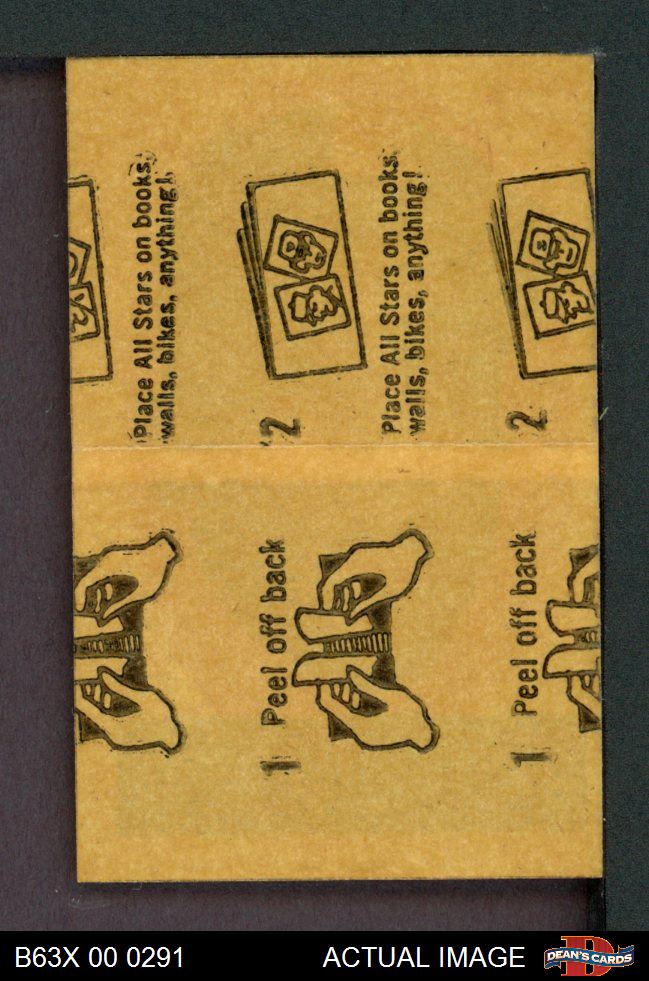 Place All Stars on books,
walls, bikes, anything!
2
Place All Stars on books,
walls, bikes, anything!
2
1 Peel off back
1 Peel off back
B63X 00 0291
ACTUAL IMAGE
DEAN'S CARDS